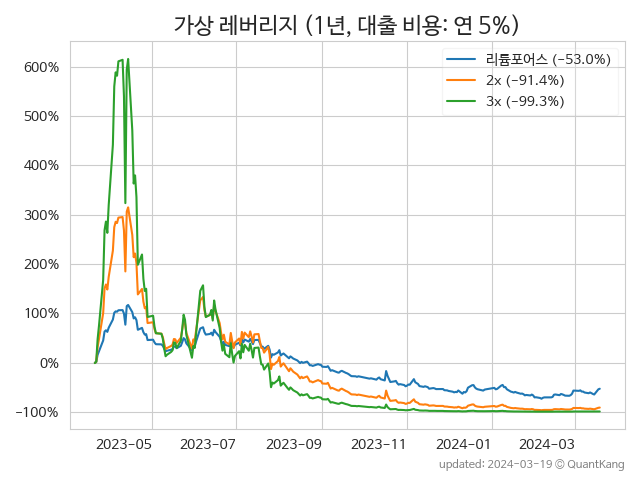 가상 레버리지 (1년, 대출 비용: 연 5%)
리튬포어스 (−53.0%)
2x (−91.4%)
3x (−99.3%)
600%
500%
400%
300%
200%
100%
0%
−100%
2023-05 2023-07 2023-09 2023-11 2024-01 2024-03
updated: 2024-03-19 © QuantKang